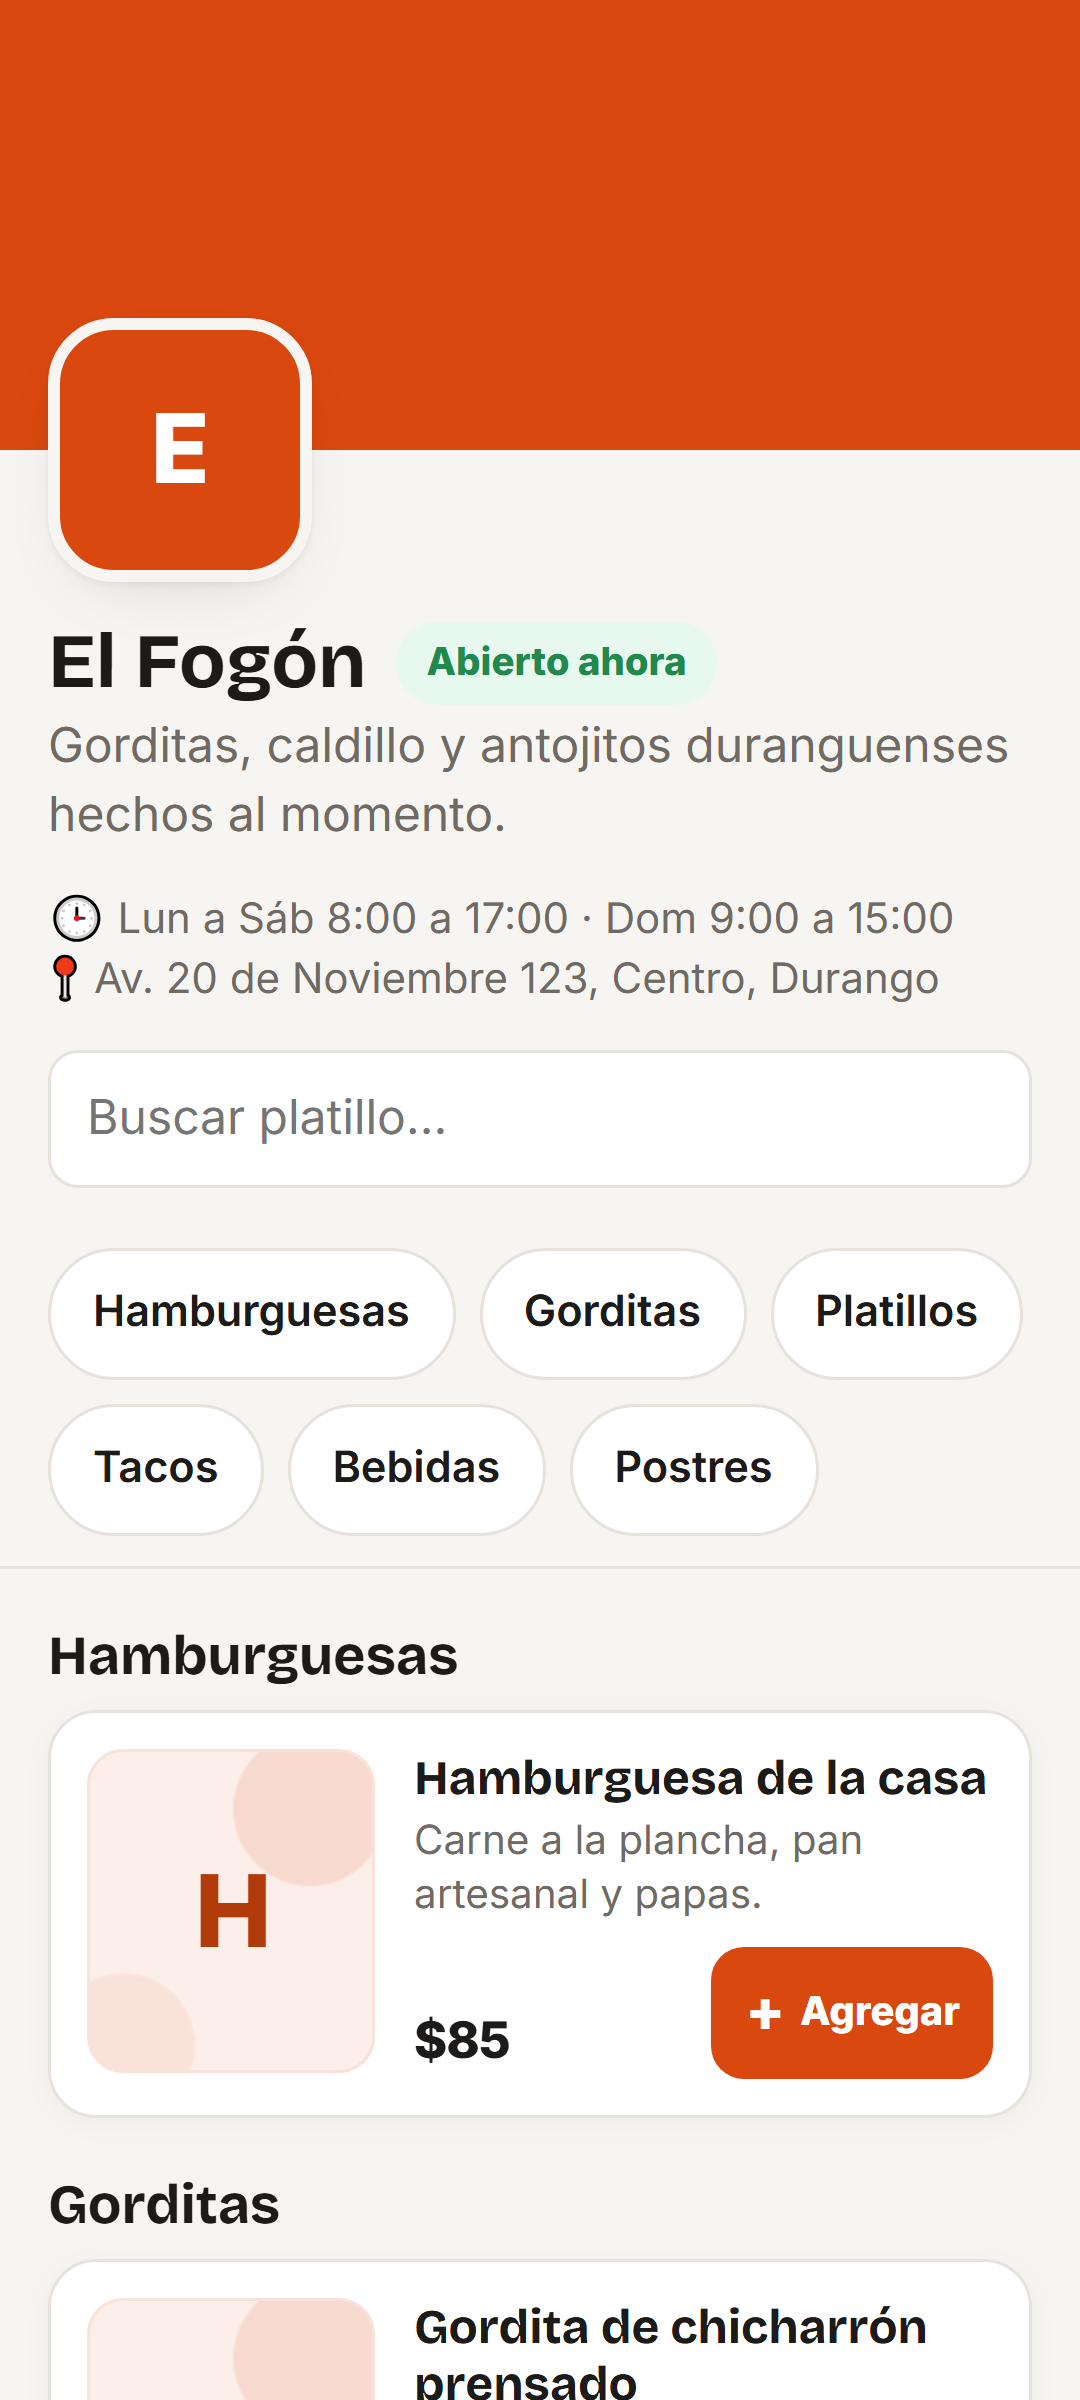 E
El Fogón
Abierto ahora
Gorditas, caldillo y antojitos duranguenses
hechos al momento.
Lun a Sáb 8:00 a 17:00 · Dom 9:00 a 15:00
Av. 20 de Noviembre 123, Centro, Durango
Buscar platillo...
Hamburguesas
Gorditas
Platillos
Tacos
Bebidas
Postres
Hamburguesas
H
Hamburguesa de la casa
Carne a la plancha, pan
artesanal y papas.
$85
+ Agregar
Gorditas
Gordita de chicharrón
prensado